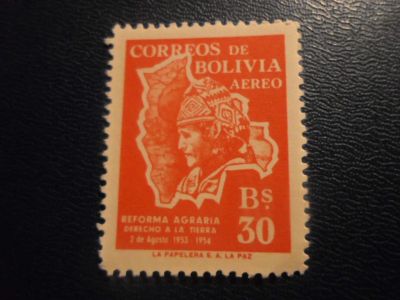 CORREOS DE
BOLIVIA
AEREO
Bs.
30
REFORMA AGRARIA
DERECHO A LA TIERRA
2 de Agosto 1953 - 1954
LA PAPELERA S. A. LA PAZ